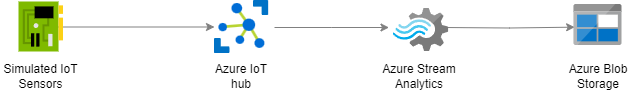 Simulated IoT
Sensors
Azure IoT
hub
Azure Stream
Analytics
Azure Blob
Storage